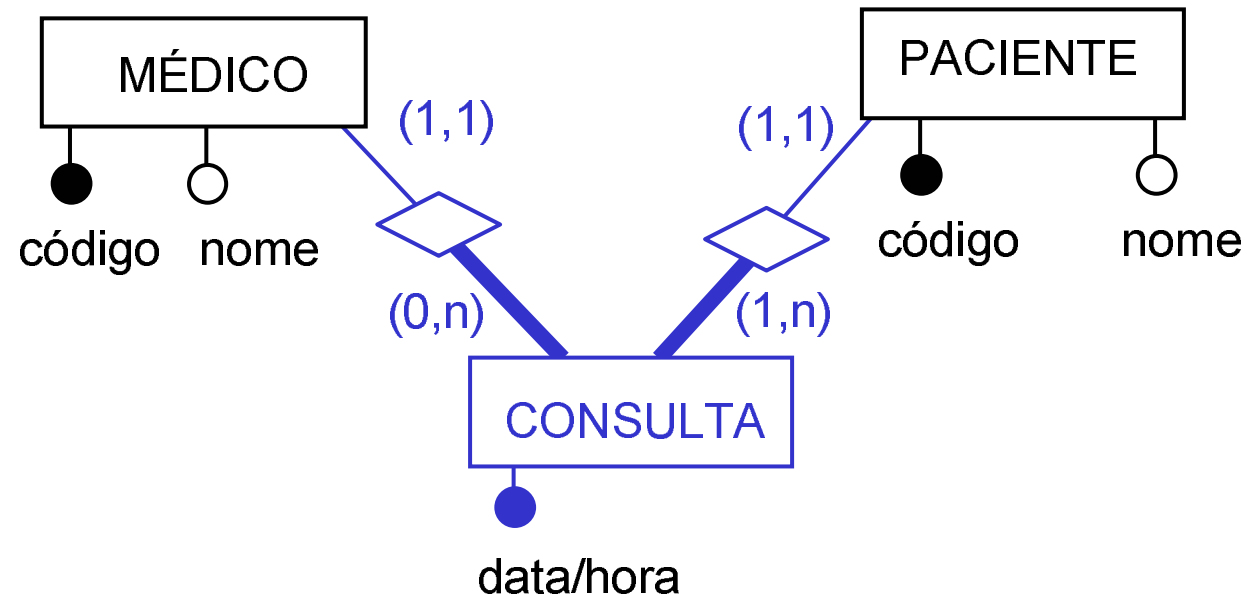 MÉDICO
PACIENTE
(1,1)
(1,1)
código
nome
código
nome
(0,n)
(1,n)
CONSULTA
data/hora